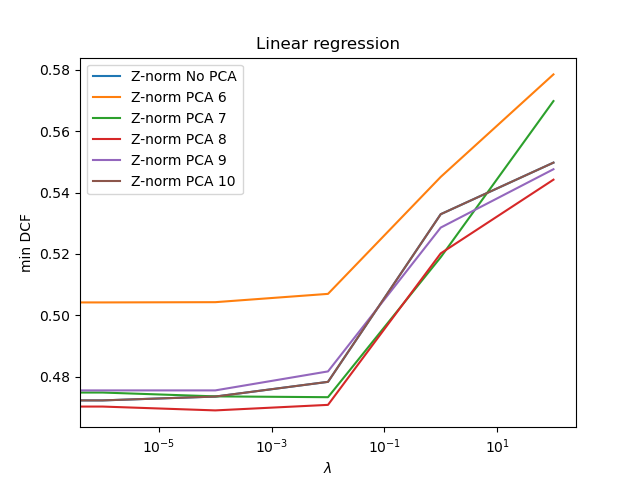 Linear regression
Z-norm No PCA
Z-norm PCA 6
Z-norm PCA 7
Z-norm PCA 8
Z-norm PCA 9
Z-norm PCA 10
min DCF
0.58
0.56
0.54
0.52
0.50
0.48
10⁻⁵ 10⁻³ 10⁻¹ 10¹
λ